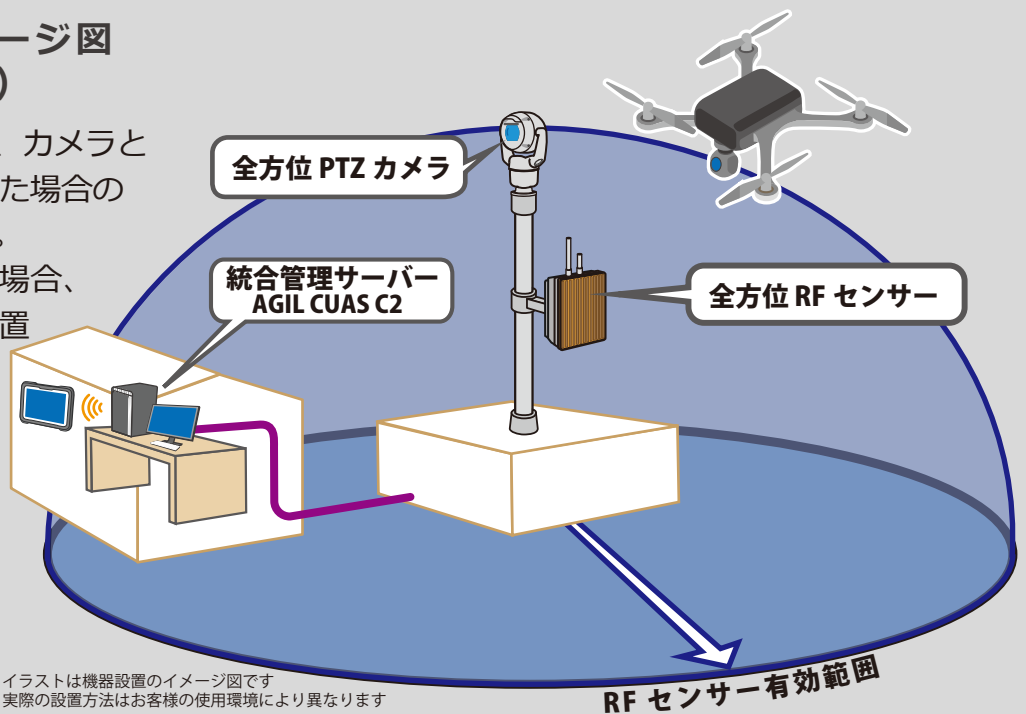 ージ図
)
、カメラと
た場合の
。
場合、
置
全方位 PTZ カメラ
統合管理サーバー
AGIL CUAS C2
全方位 RF センサー
RF センサー有効範囲
イラストは機器設置のイメージ図です
実際の設置方法はお客様の使用環境により異なります